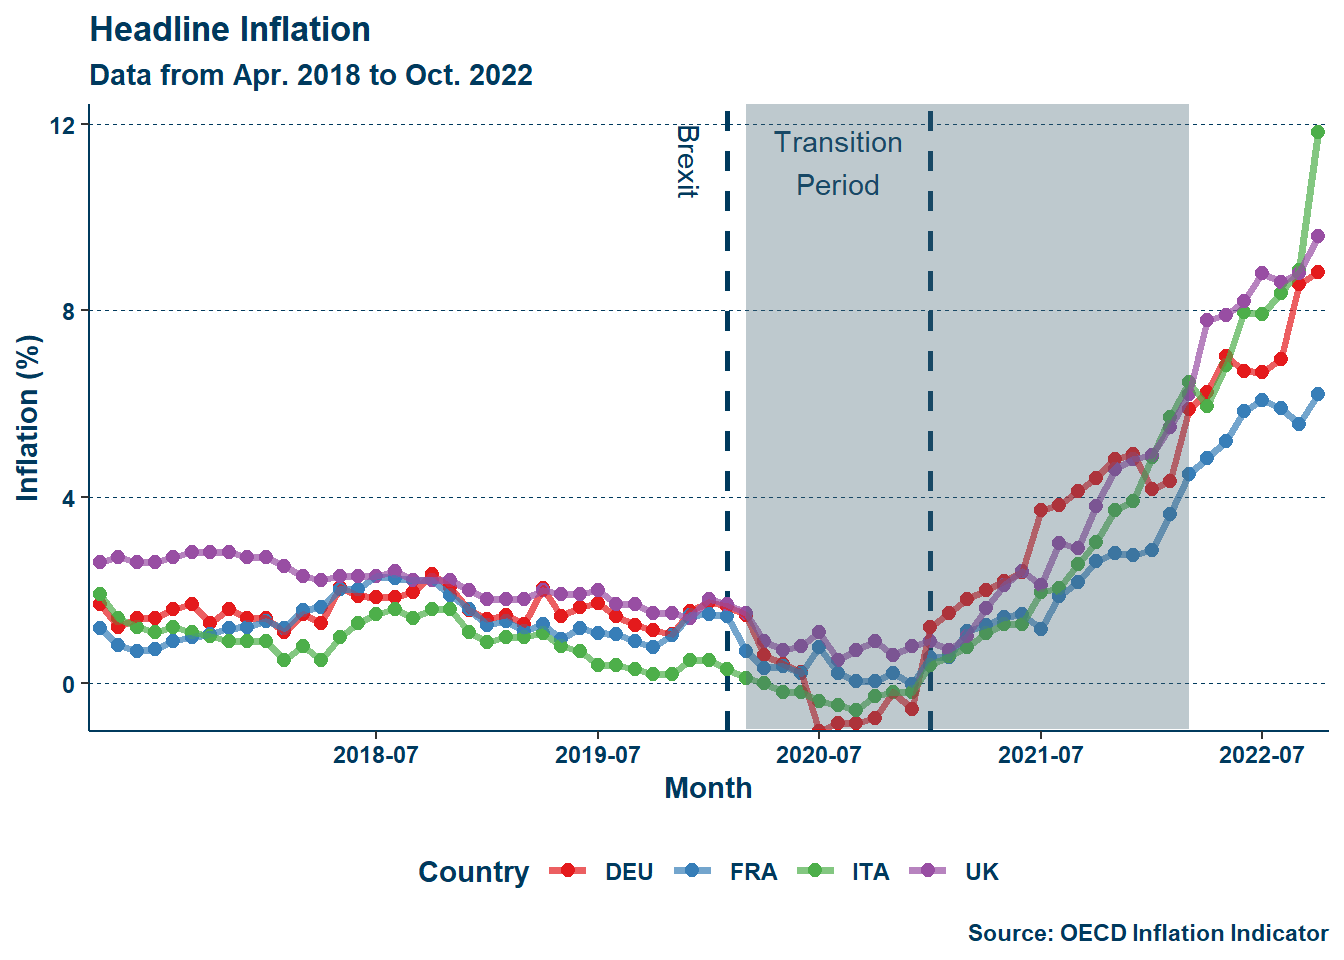 Headline Inflation
Data from Apr. 2018 to Oct. 2022
Brexit
Transition
Period
12
8
4
0
Inflation (%)
2018-07 2019-07 2020-07 2021-07 2022-07
Month
Country DEU FRA ITA UK
Source: OECD Inflation Indicator